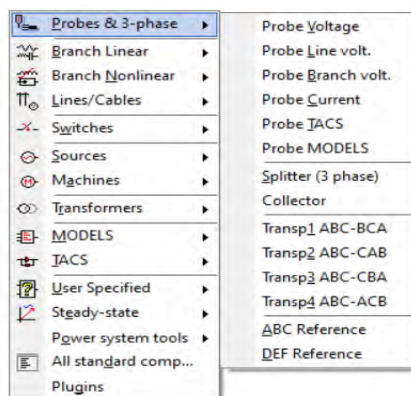 Probes & 3-phase
Branch Linear
Branch Nonlinear
Lines/Cables
Switches
Sources
Machines
Transformers
MODELS
TACS
User Specified
Steady-state
Power system tools
All standard comp...
Plugins
Probe Voltage
Probe Line volt.
Probe Branch volt.
Probe Current
Probe TACS
Probe MODELS
Splitter (3 phase)
Collector
Transp1 ABC-BCA
Transp2 ABC-CAB
Transp3 ABC-CBA
Transp4 ABC-ACB
ABC Reference
DEF Reference